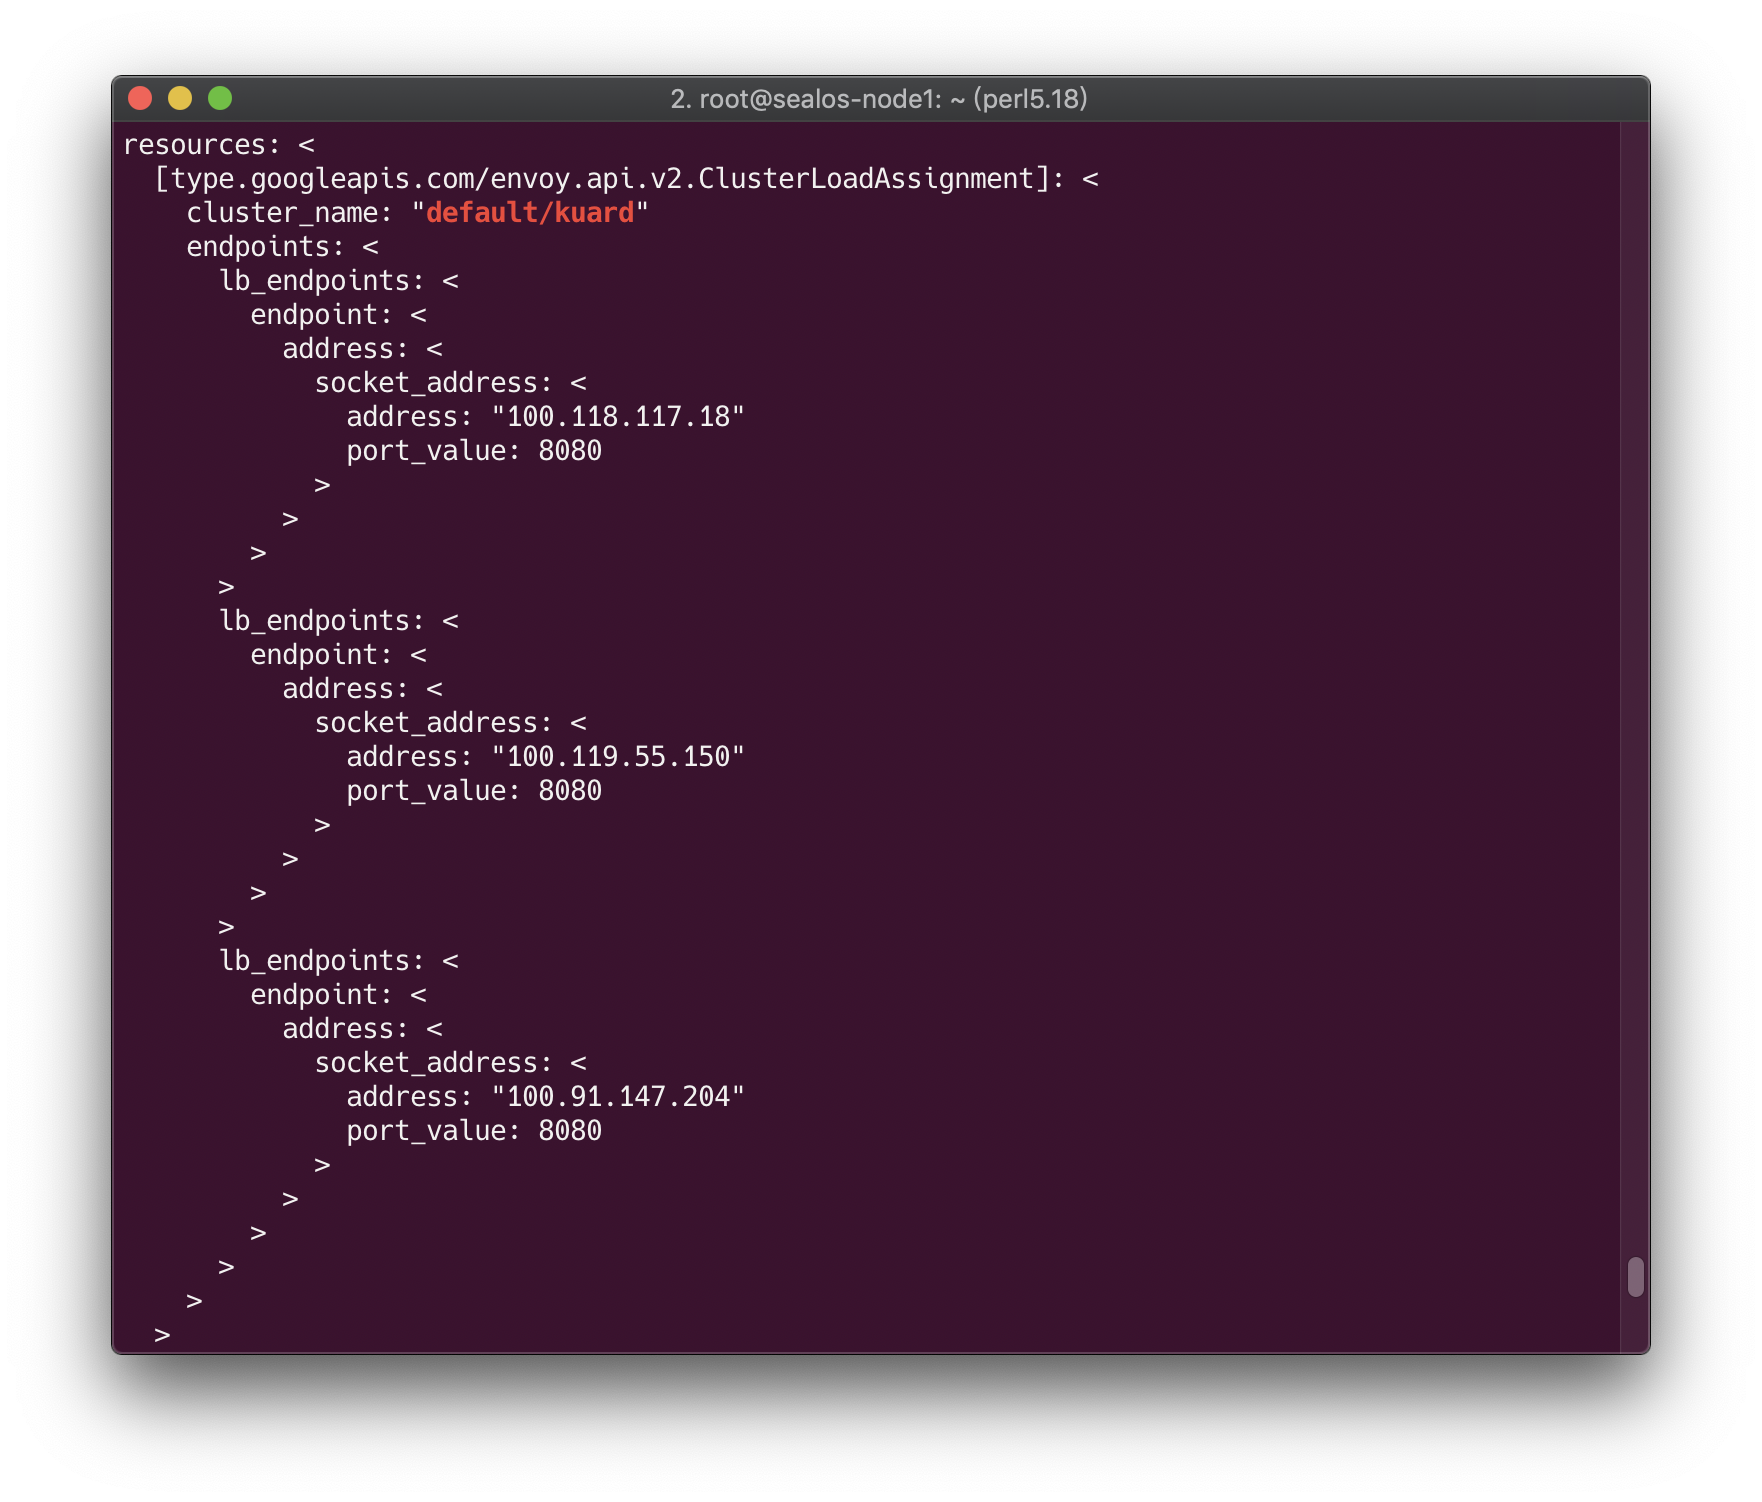 2. root@sealos-node1: ~ (perl5.18)
resources: <
  [type.googleapis.com/envoy.api.v2.ClusterLoadAssignment]: <
    cluster_name: "default/kuard"
    endpoints: <
      lb_endpoints: <
        endpoint: <
          address: <
            socket_address: <
              address: "100.118.117.18"
              port_value: 8080
            >
          >
        >
      >
      lb_endpoints: <
        endpoint: <
          address: <
            socket_address: <
              address: "100.119.55.150"
              port_value: 8080
            >
          >
        >
      >
      lb_endpoints: <
        endpoint: <
          address: <
            socket_address: <
              address: "100.91.147.204"
              port_value: 8080
            >
          >
        >
      >
    >
  >